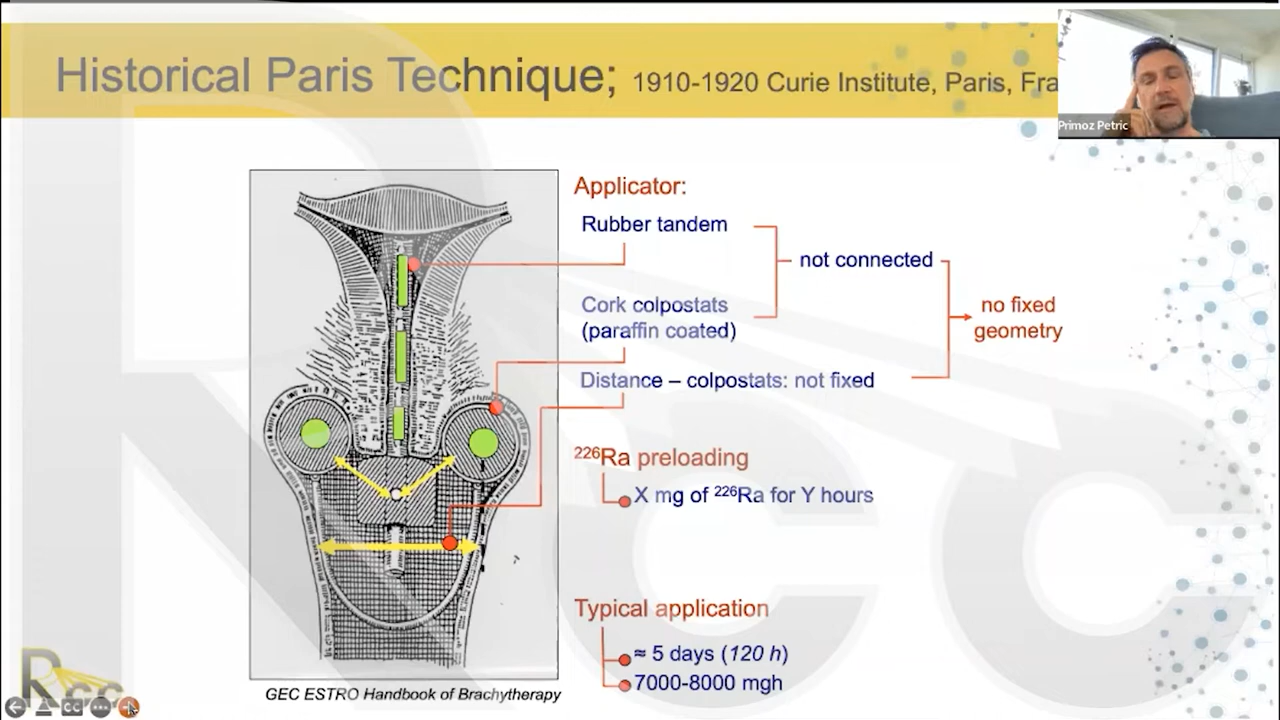 Historical Paris Technique; 1910-1920 Curie Institute, Paris, Fra
Primoz Petric
Applicator:
Rubber tandem
not connected
Cork colpostats
(paraffin coated)
no fixed
geometry
Distance – colpostats: not fixed
²²⁶Ra preloading
X mg of ²²⁶Ra for Y hours
Typical application
≈ 5 days (120 h)
7000-8000 mgh
GEC ESTRO Handbook of Brachytherapy
Rcc
CC